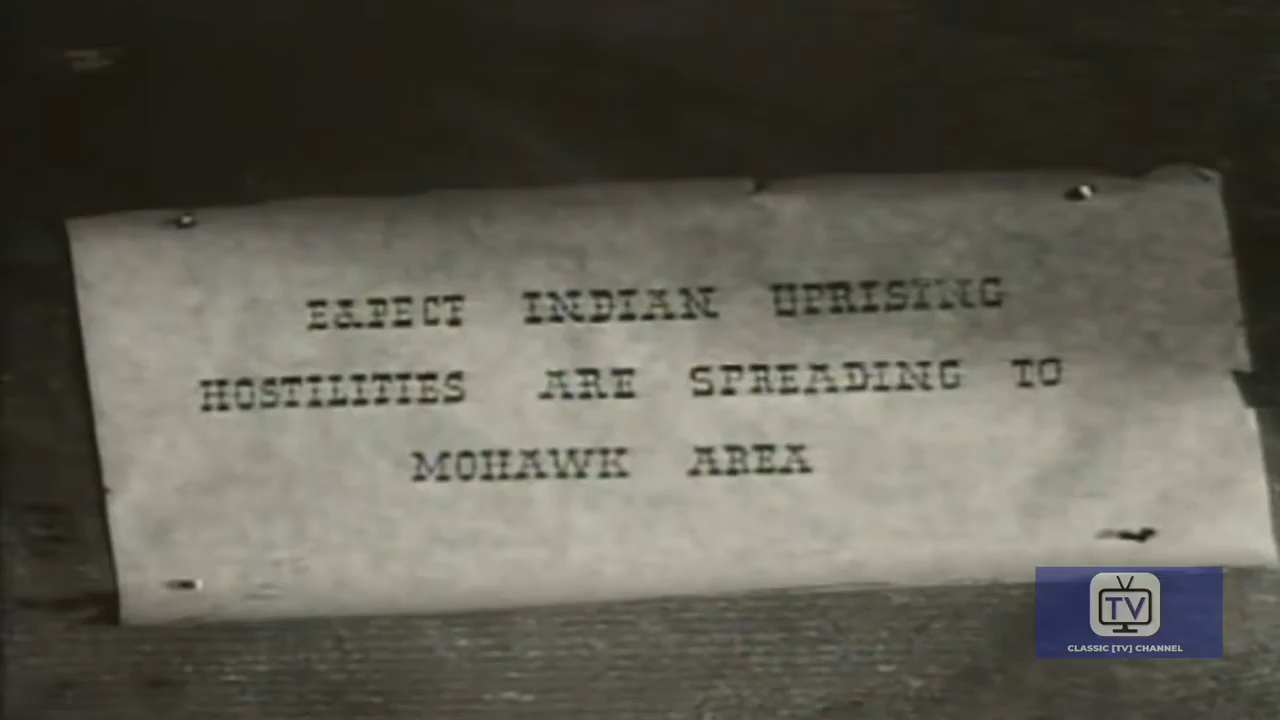 EXPECT INDIAN UPRISING
HOSTILITIES ARE SPREADING TO
MOHAWK AREA
TV
CLASSIC [TV] CHANNEL